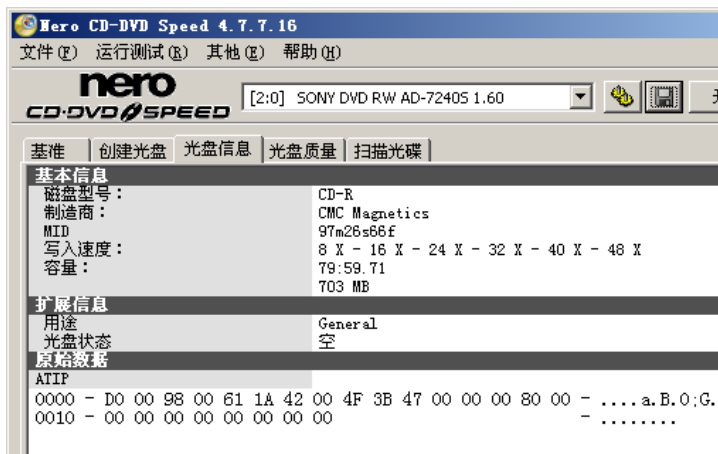 Nero CD-DVD Speed 4.7.7.16
文件(F) 运行测试(R) 其他(E) 帮助(H)
nero
CD·DVD SPEED
[2:0] SONY DVD RW AD-7240S 1.60
基准 创建光盘 光盘信息 光盘质量 扫描光碟
基本信息
磁盘型号： CD-R
制造商： CMC Magnetics
MID 97m26s66f
写入速度： 8 X - 16 X - 24 X - 32 X - 40 X - 48 X
容量： 79:59.71
703 MB
扩展信息
用途 General
光盘状态 空
原始数据
ATIP
0000 - D0 00 98 00 61 1A 42 00 4F 3B 47 00 00 00 80 00 - ....a.B.O;G.
0010 - 00 00 00 00 00 00 00 00 - ........